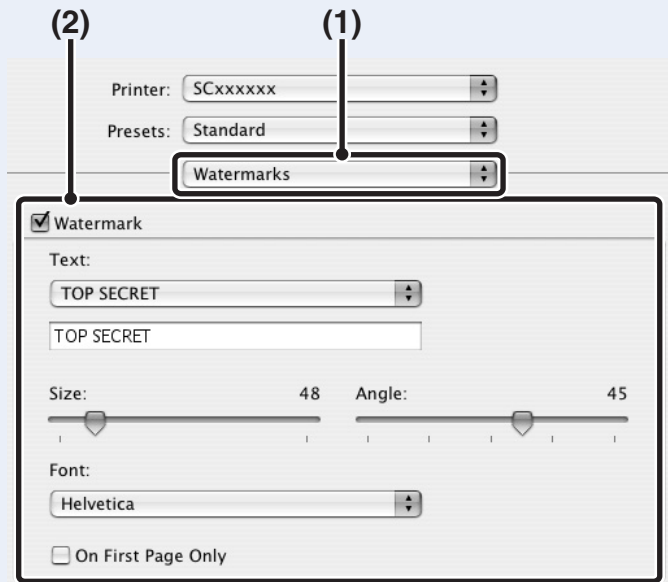 (2) (1)
Printer: SCxxxxxx
Presets: Standard
Watermarks
Watermark
Text:
TOP SECRET
TOP SECRET
Size: 48 Angle: 45
Font:
Helvetica
On First Page Only